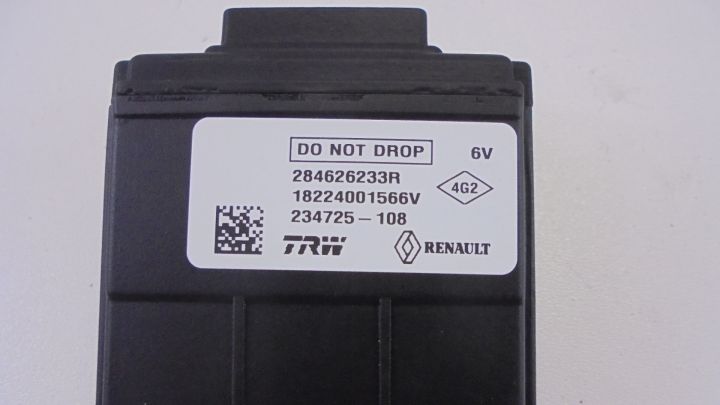 DO NOT DROP 6V
284626233R
18224001566V 4G2
234725-108
TRW RENAULT